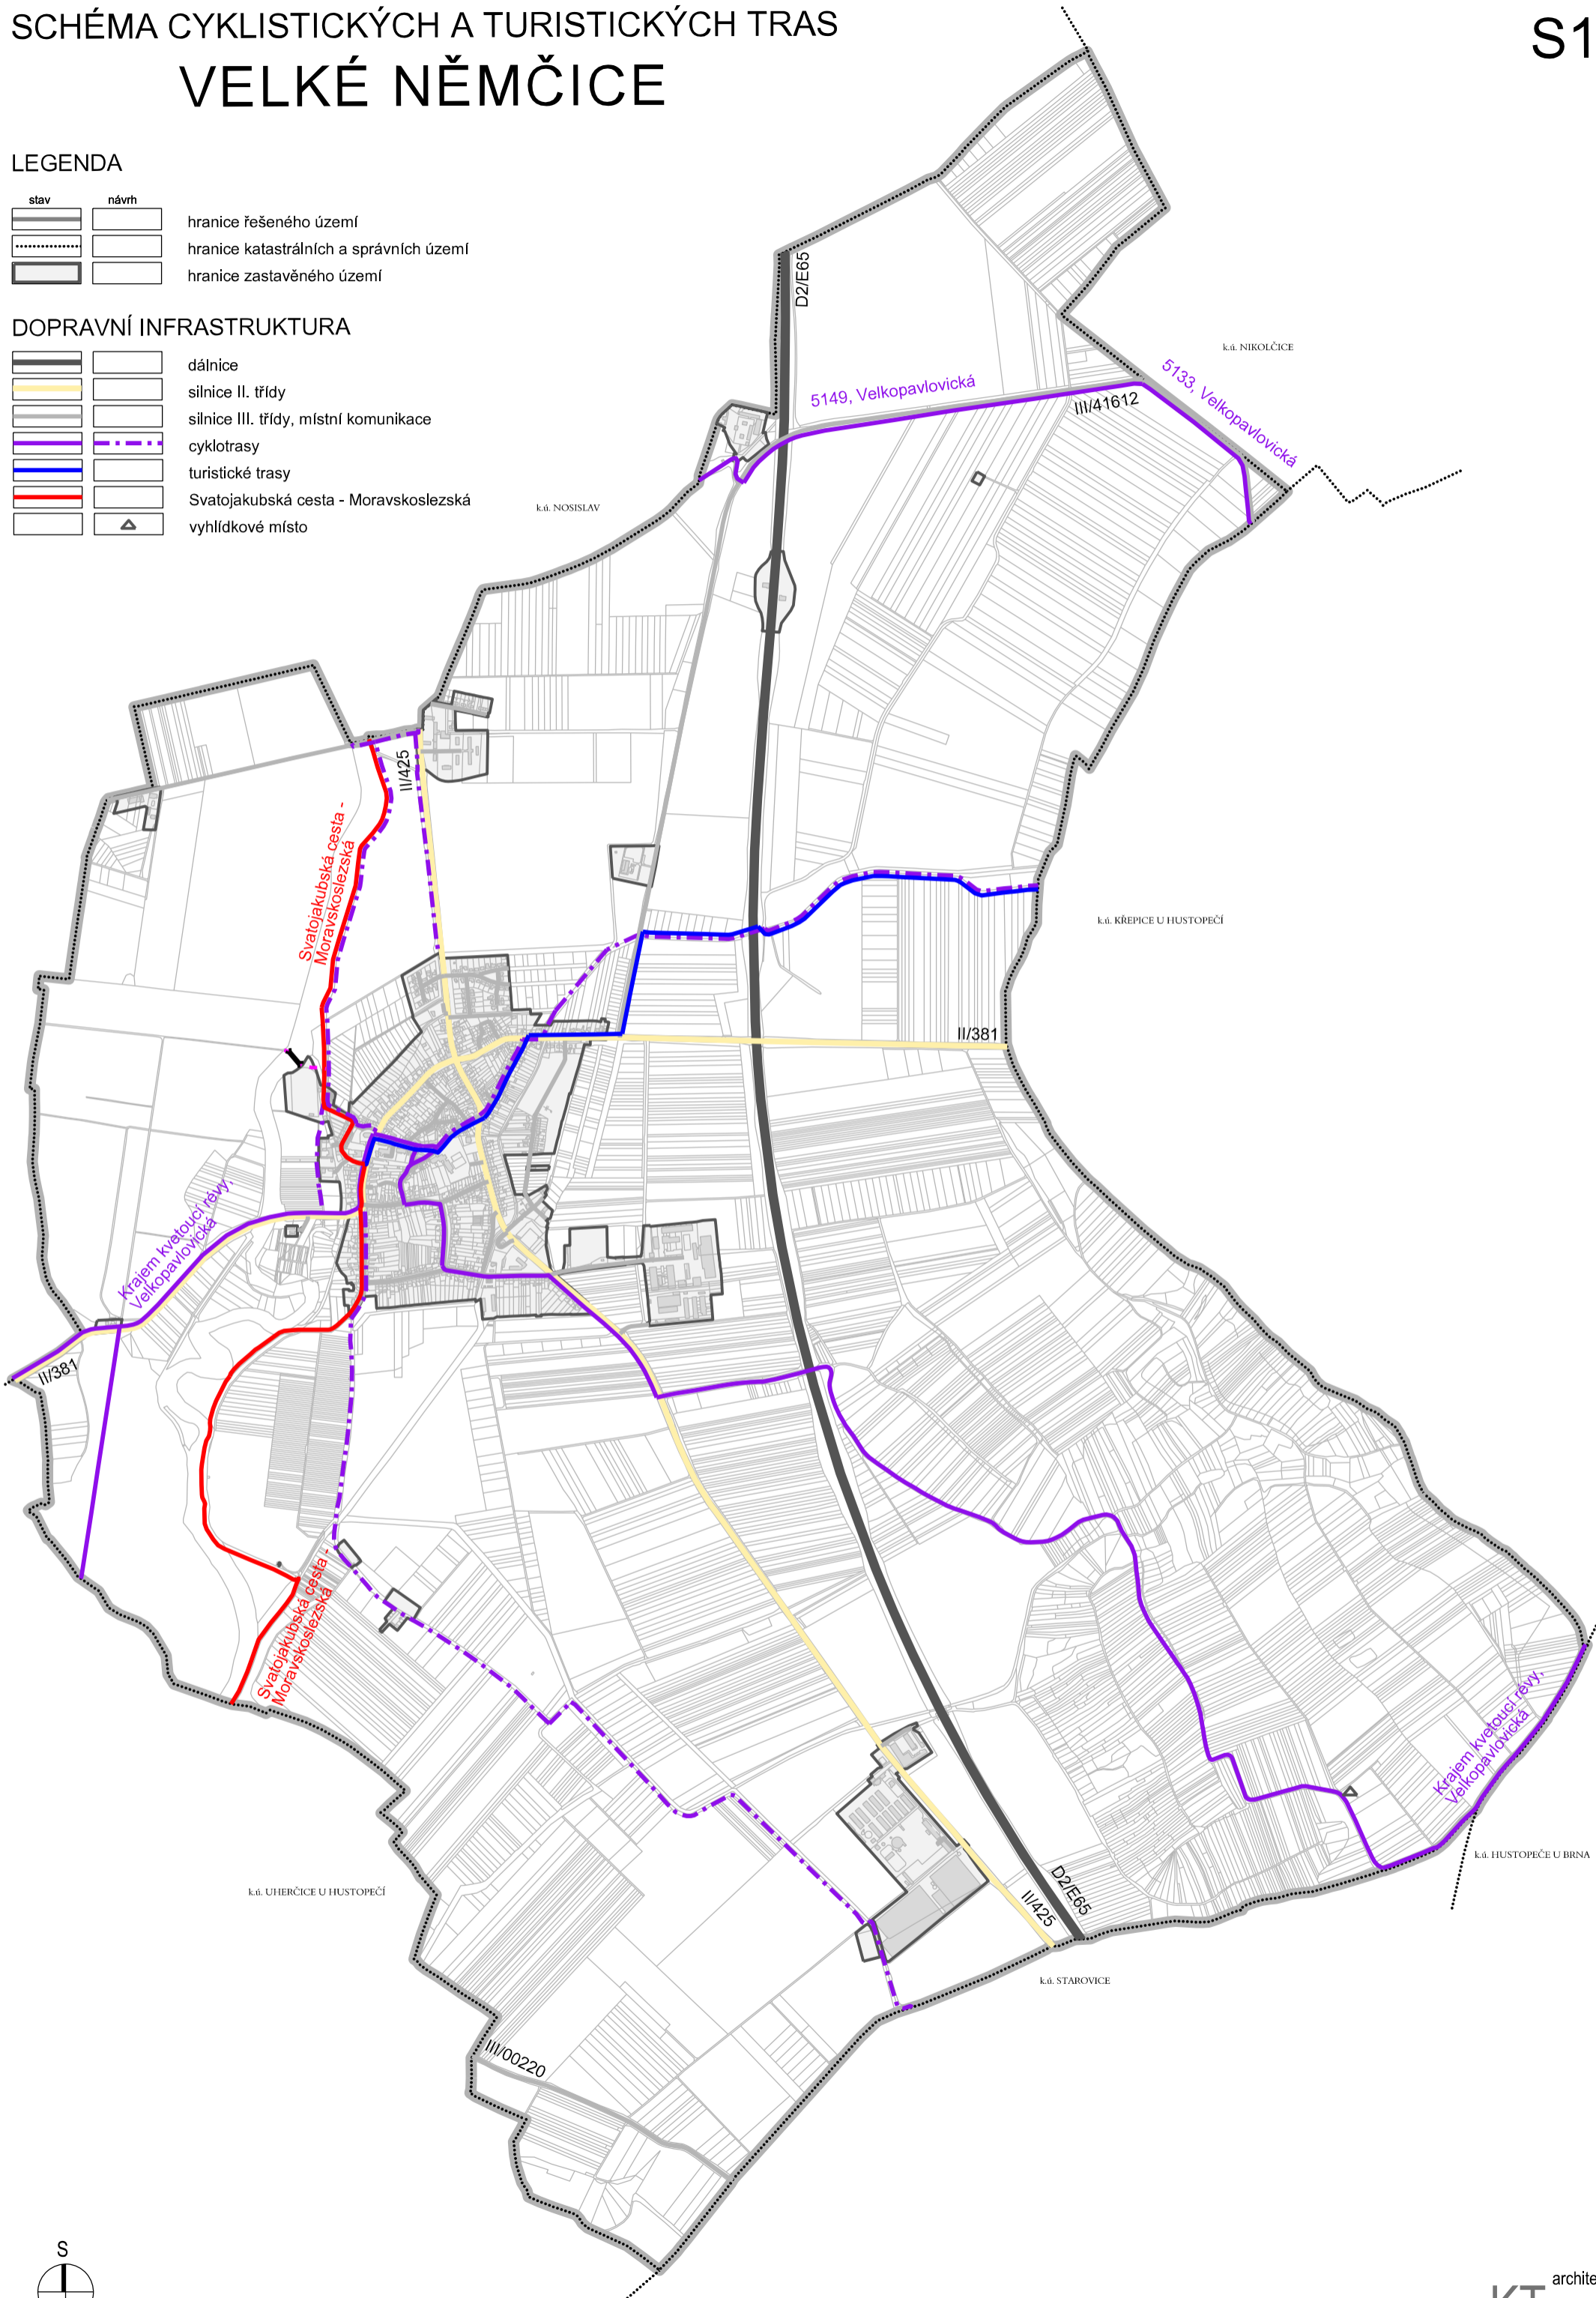 SCHÉMA CYKLISTICKÝCH A TURISTICKÝCH TRAS
VELKÉ NĚMČICE
S1
LEGENDA
stav návrh
hranice řešeného území
hranice katastrálních a správních území
hranice zastavěného území
DOPRAVNÍ INFRASTRUKTURA
dálnice
silnice II. třídy
silnice III. třídy, místní komunikace
cyklotrasy
turistické trasy
Svatojakubská cesta - Moravskoslezská
vyhlídkové místo
D2/E65
k.ú. NIKOLČICE
5149, Velkopavlovická
5133, Velkopavlovická
III/41612
k.ú. NOSISLAV
II/425
Svatojakubská cesta -
Moravskoslezská
k.ú. KŘEPICE U HUSTOPEČÍ
II/381
Krajem kvetoucí révy,
Velkopavlovická
II/381
Svatojakubská cesta -
Moravskoslezská
Krajem kvetoucí révy,
Velkopavlovická
k.ú. HUSTOPEČE U BRNA
k.ú. UHERČICE U HUSTOPEČÍ
D2/E65
II/425
k.ú. STAROVICE
III/00220
S
archite
KT